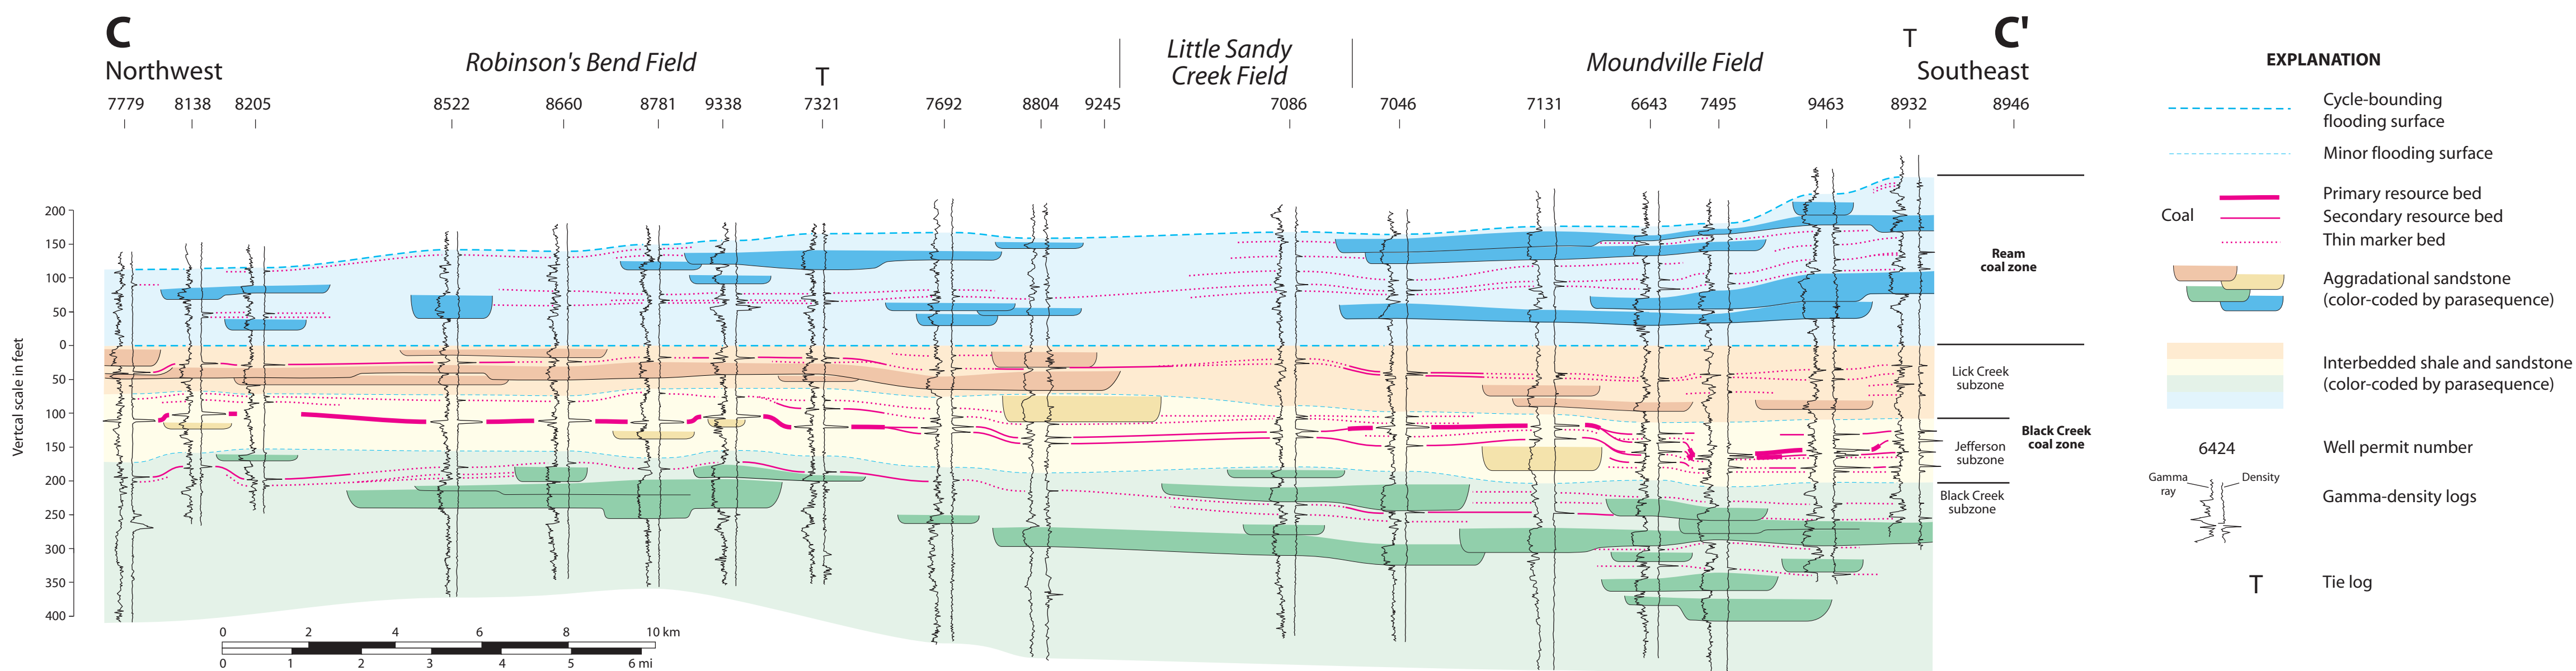 C
Northwest
Robinson's Bend Field
T
Little Sandy
Creek Field
Moundville Field
T
C'
Southeast
7779 8138 8205 8522 8660 8781 9338 7321 7692 8804 9245 7086 7046 7131 6643 7495 9463 8932 8946
Vertcal scale in feet
200
150
100
50
0
50
100
150
200
250
300
350
400
0 2 4 6 8 10 km
0 1 2 3 4 5 6 mi
Ream
coal zone
Lick Creek
subzone
Jefferson
subzone
Black Creek
coal zone
Black Creek
subzone
EXPLANATION
Cycle-bounding
flooding surface
Minor flooding surface
Coal
Primary resource bed
Secondary resource bed
Thin marker bed
Aggradational sandstone
(color-coded by parasequence)
Interbedded shale and sandstone
(color-coded by parasequence)
6424 Well permit number
Gamma
ray
Density
Gamma-density logs
T Tie log